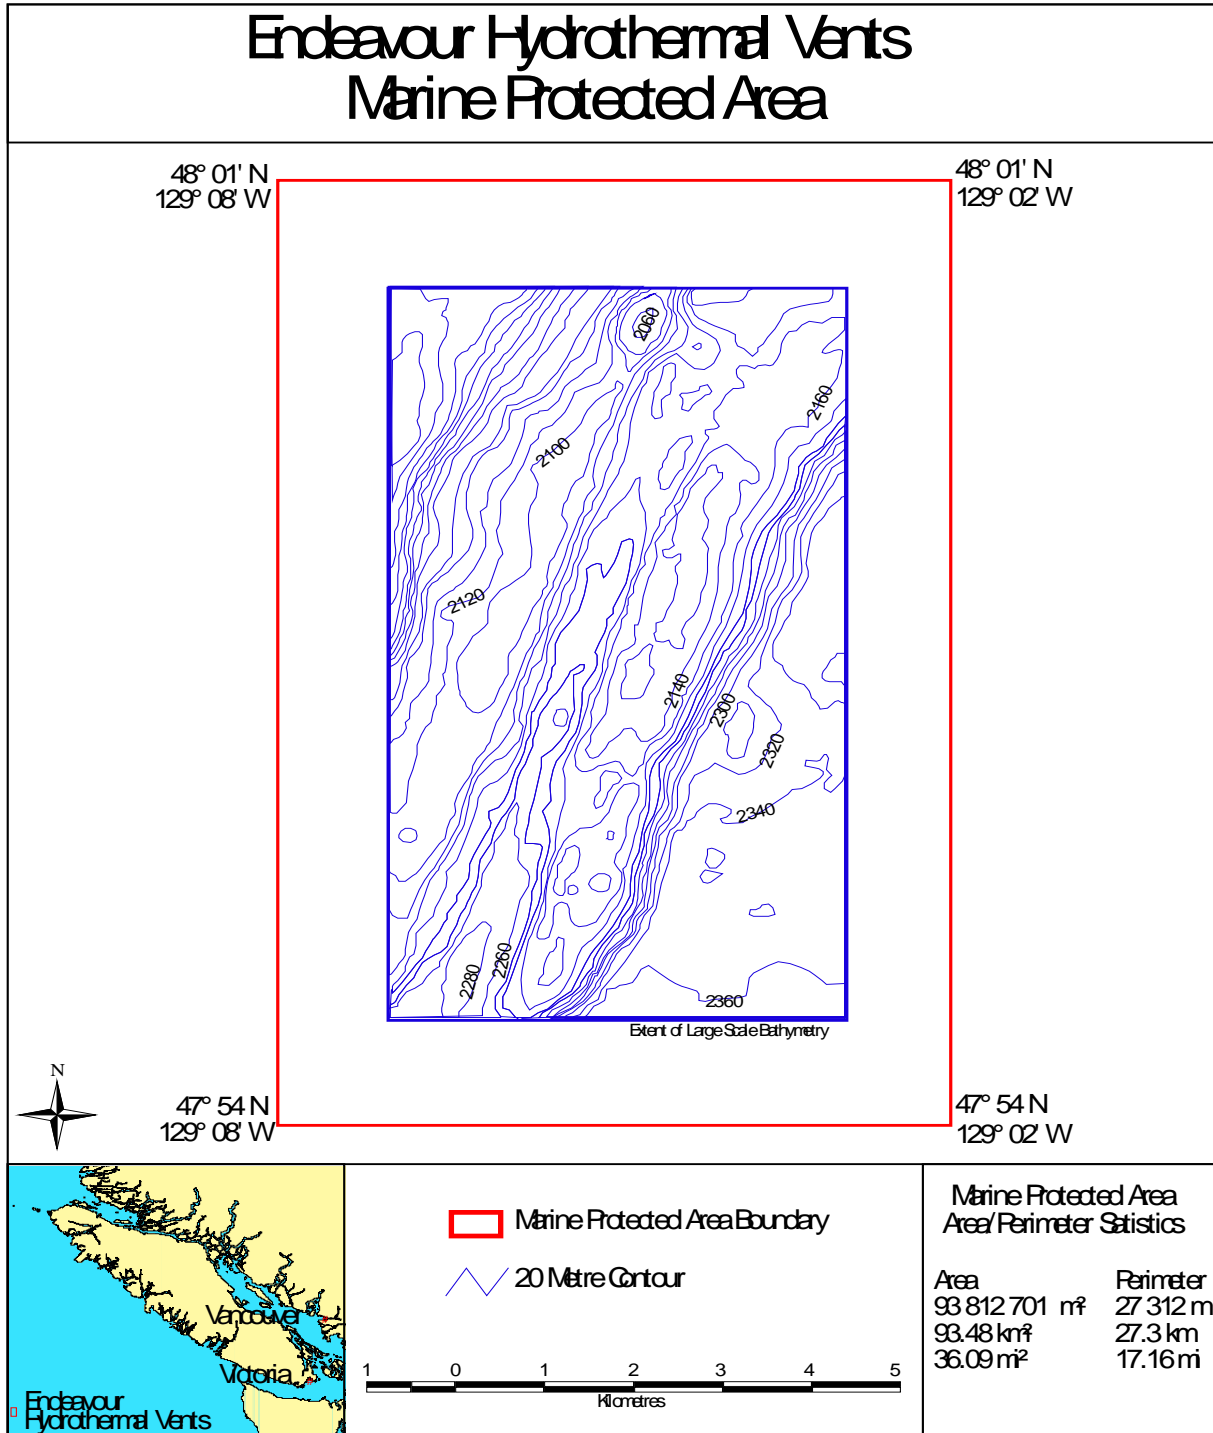 Endeavour Hydrothermal Vents
Marine Protected Area
48° 01' N
129° 08' W
48° 01' N
129° 02' W
2060
2160
2100
2120
2140
2300
2320
2340
2280
2260
2360
Extent of Large Scale Bathymetry
N
47° 54 N
129° 08' W
47° 54 N
129° 02' W
Vancouver
Victoria
Endeavour
Hydrothermal Vents
Marine Protected Area Boundary
20 Metre Contour
1 0 1 2 3 4 5
Kilometres
Marine Protected Area
Area/Perimeter Satistics
Area Perimeter
93 812 701 m² 27 312 m
93.48 km² 27.3 km
36.09 mi² 17.16 mi